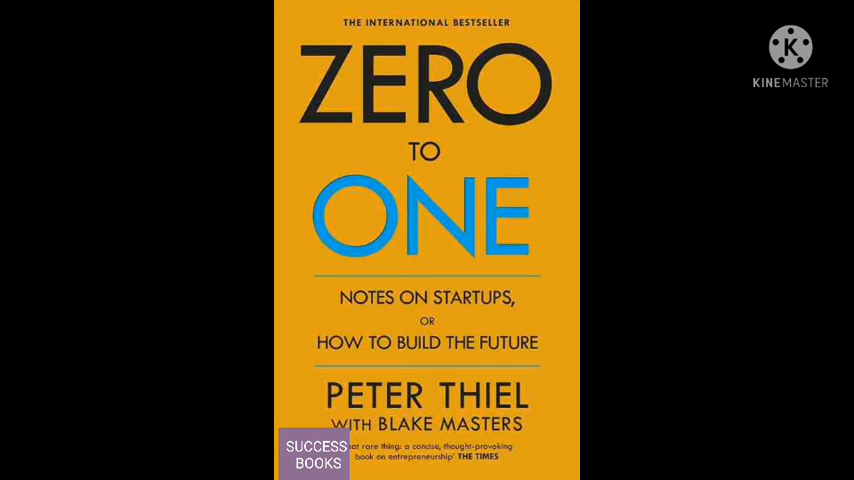 THE INTERNATIONAL BESTSELLER
ZERO
TO
ONE
NOTES ON STARTUPS,
OR
HOW TO BUILD THE FUTURE
PETER THIEL
WITH BLAKE MASTERS
rare thing: a concise, thought-provoking
book on entrepreneurship' THE TIMES
SUCCESS
BOOKS
K
KINEMASTER